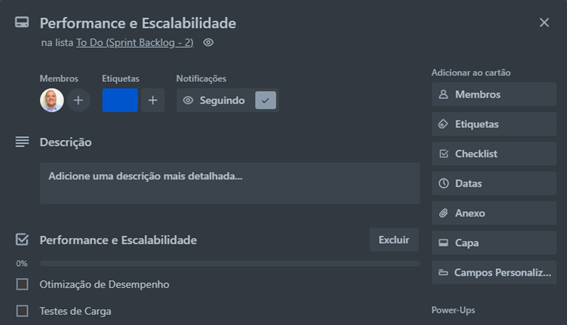 Performance e Escalabilidade
na lista To Do (Sprint Backlog - 2)
Membros
Etiquetas
Notificações
Seguindo
Descrição
Adicione uma descrição mais detalhada...
Performance e Escalabilidade
Excluir
0%
Otimização de Desempenho
Testes de Carga
Adicionar ao cartão
Membros
Etiquetas
Checklist
Datas
Anexo
Capa
Campos Personaliz...
Power-Ups